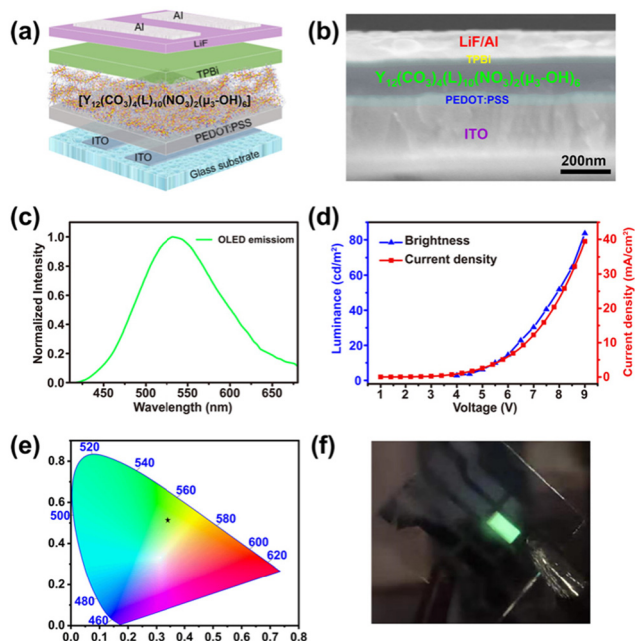 (a)
Al
Al
LiF
TPBi
[Y₁₂(CO₃)₄(L)₁₀(NO₃)₂(μ₃-OH)₆]
PEDOT:PSS
ITO
ITO
Glass substrate
(b)
LiF/Al
TPBi
Y₁₂(CO₃)₄(L)₁₀(NO₃)₂(μ₃-OH)₆
PEDOT:PSS
ITO
200nm
(c)
OLED emissiom
Normalized Intensity
1.0
0.8
0.6
0.4
0.2
0.0
450 500 550 600 650
Wavelength (nm)
(d)
Brightness
Current density
Luminance (cd/m²)
80
60
40
20
0
Current density (mA/cm²)
40
30
20
10
0
1 2 3 4 5 6 7 8 9
Voltage (V)
(e)
0.8
0.6
0.4
0.2
0.0
520
540
560
580
600
620
500
480
460
0.0 0.1 0.2 0.3 0.4 0.5 0.6 0.7 0.8
(f)